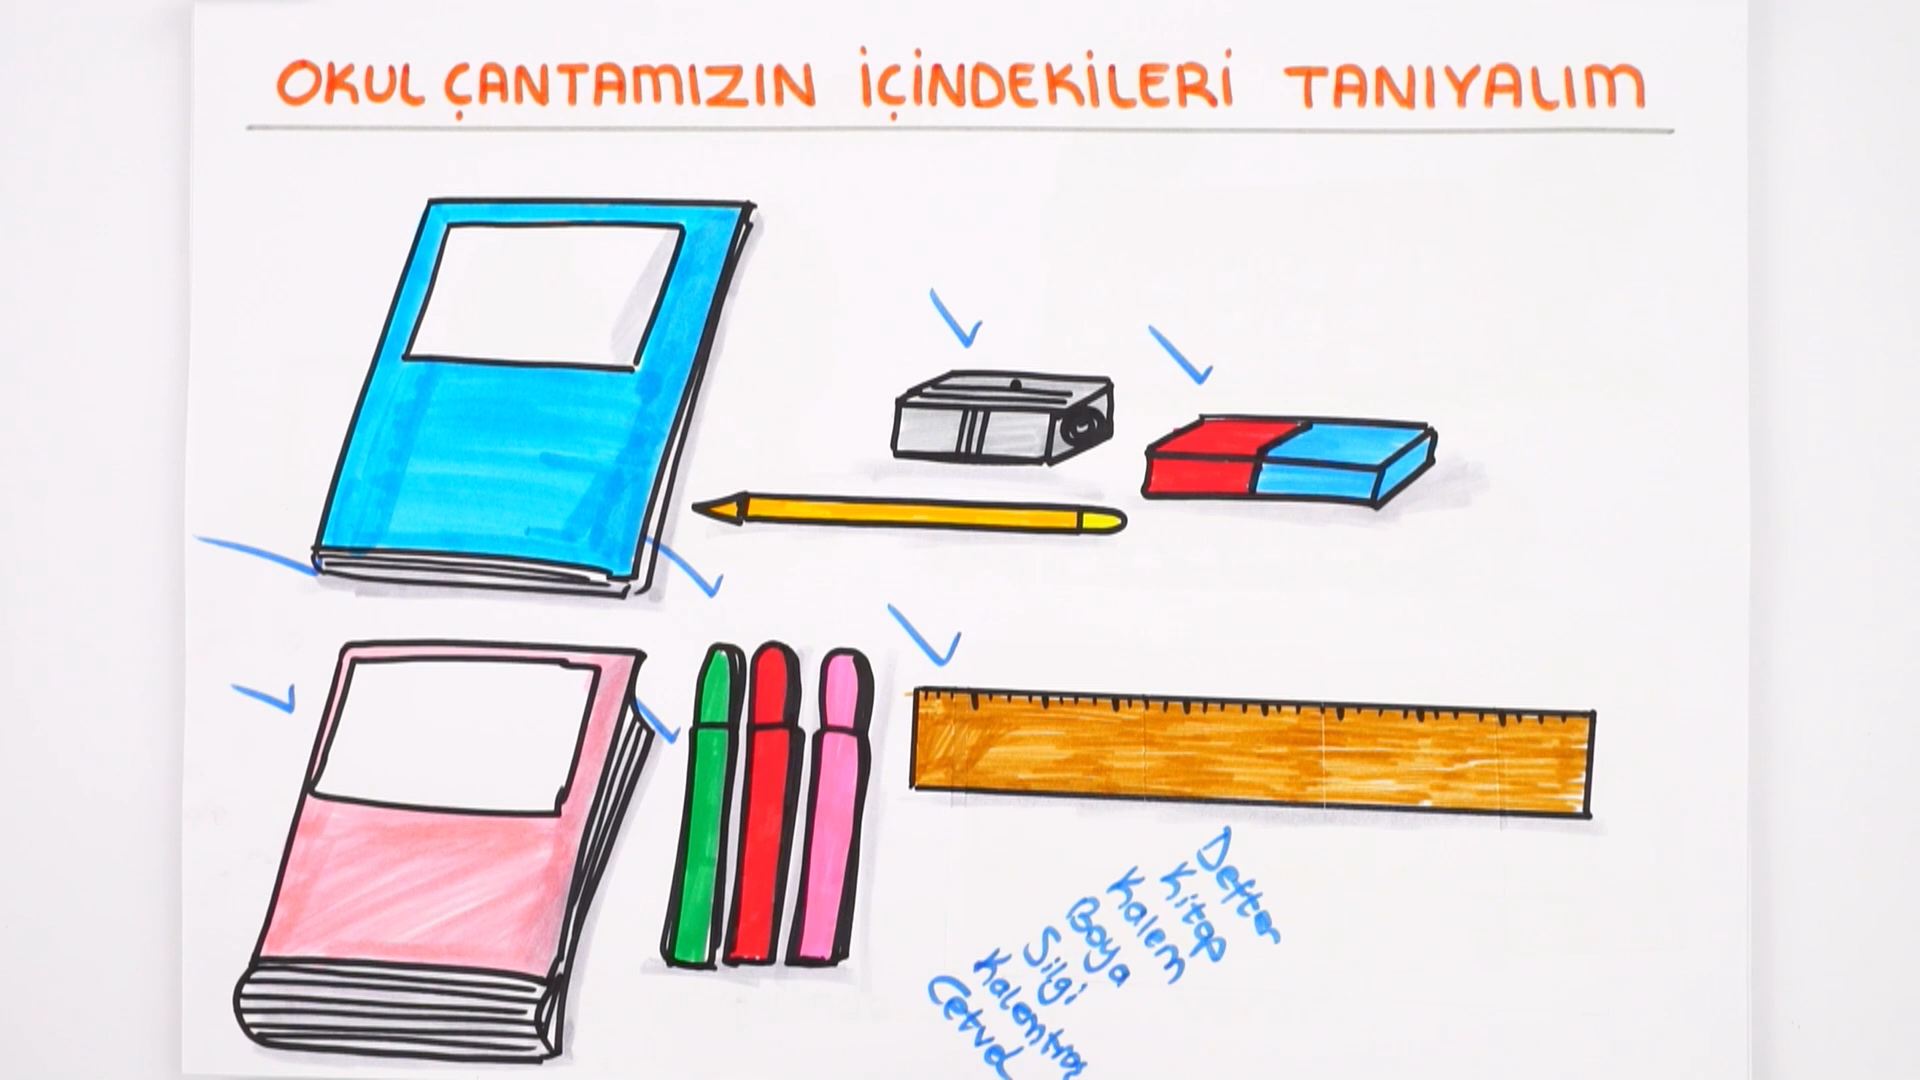 OKUL ÇANTAMIZIN İÇİNDEKİLERİ TANIYALIM
Defter
Kitap
Kalem
Boya
Silgi
Kalemtraş
Cetvel